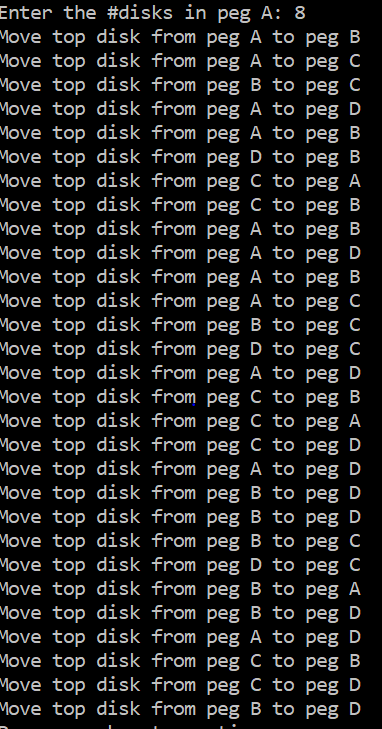 Enter the #disks in peg A: 8
Move top disk from peg A to peg B
Move top disk from peg A to peg C
Move top disk from peg B to peg C
Move top disk from peg A to peg D
Move top disk from peg A to peg B
Move top disk from peg D to peg B
Move top disk from peg C to peg A
Move top disk from peg C to peg B
Move top disk from peg A to peg B
Move top disk from peg A to peg D
Move top disk from peg A to peg B
Move top disk from peg A to peg C
Move top disk from peg B to peg C
Move top disk from peg D to peg C
Move top disk from peg A to peg D
Move top disk from peg C to peg B
Move top disk from peg C to peg A
Move top disk from peg C to peg D
Move top disk from peg A to peg D
Move top disk from peg B to peg D
Move top disk from peg B to peg D
Move top disk from peg B to peg C
Move top disk from peg D to peg C
Move top disk from peg B to peg A
Move top disk from peg B to peg D
Move top disk from peg A to peg D
Move top disk from peg C to peg B
Move top disk from peg C to peg D
Move top disk from peg B to peg D